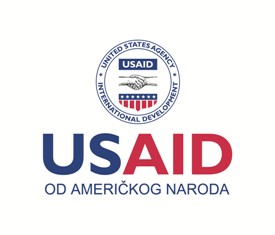 UNITED STATES AGENCY
USAID
INTERNATIONAL DEVELOPMENT
USAID
OD AMERIČKOG NARODA